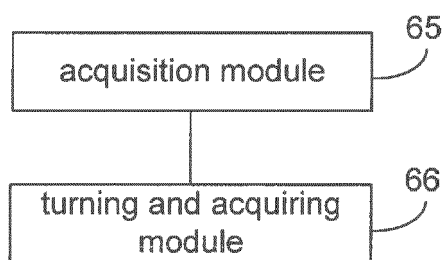 65
acquisition module
66
turning and acquiring
module